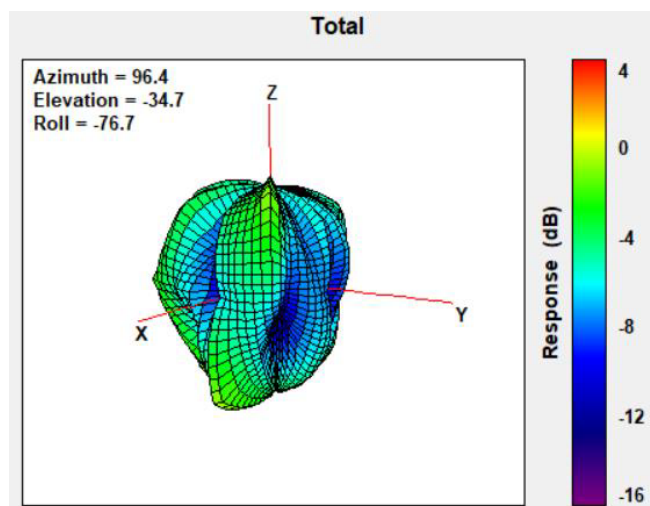 Total
Azimuth = 96.4
Elevation = -34.7
Roll = -76.7
Z
X
Y
Response (dB)
4
0
-4
-8
-12
-16